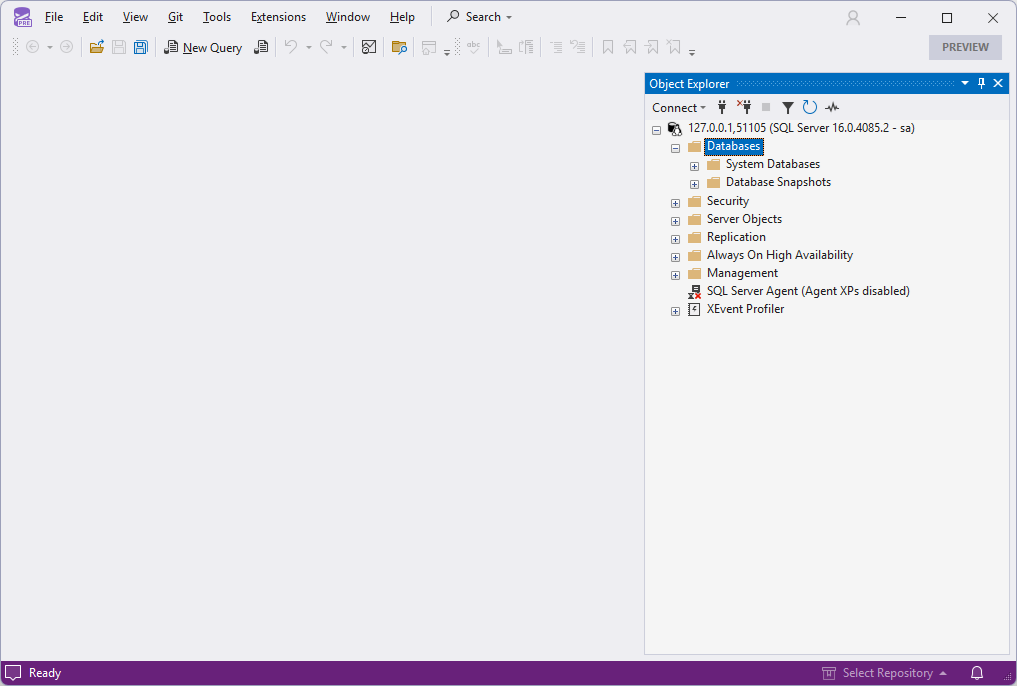 PRE File Edit View Git Tools Extensions Window Help Search
New Query abc PREVIEW
Object Explorer
Connect
127.0.0.1,51105 (SQL Server 16.0.4085.2 - sa)
Databases
System Databases
Database Snapshots
Security
Server Objects
Replication
Always On High Availability
Management
SQL Server Agent (Agent XPs disabled)
XEvent Profiler
Ready Select Repository